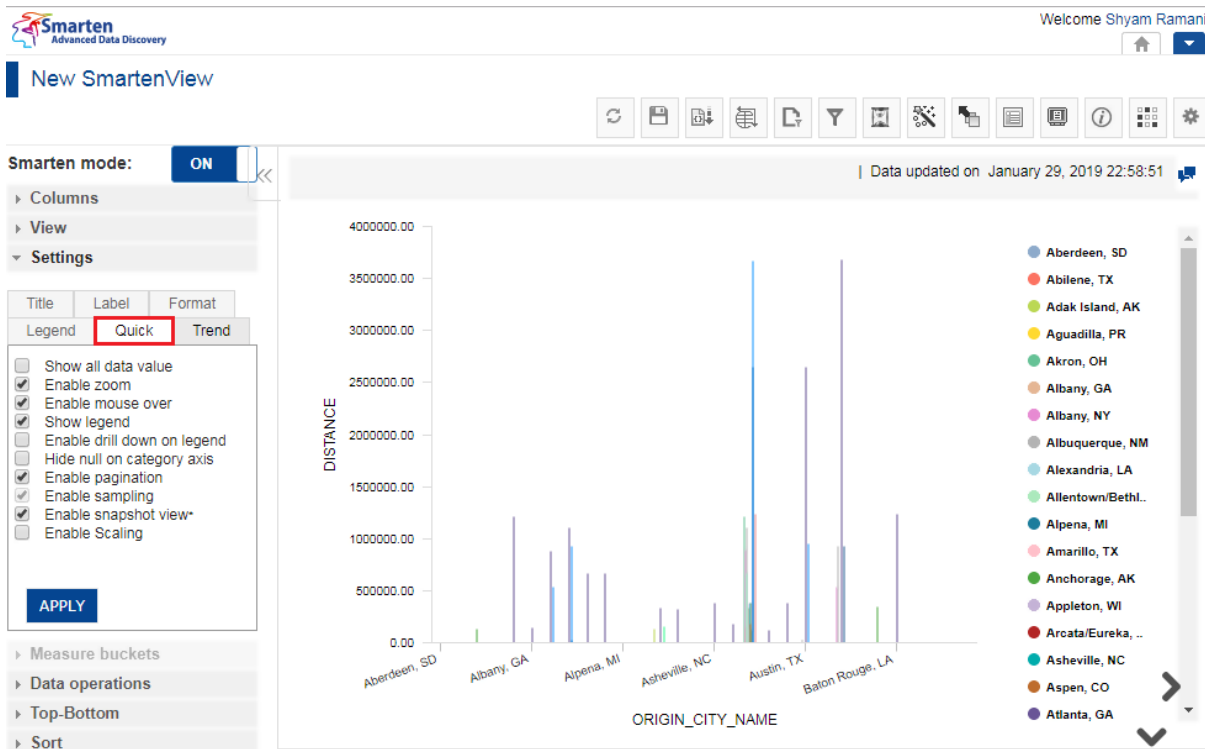 Smarten
Advanced Data Discovery
Welcome Shyam Ramani
New SmartenView
Smarten mode: ON
Columns
View
Settings
Title Label Format
Legend Quick Trend
Show all data value
Enable zoom
Enable mouse over
Show legend
Enable drill down on legend
Hide null on category axis
Enable pagination
Enable sampling
Enable snapshot view*
Enable Scaling
APPLY
Measure buckets
Data operations
Top-Bottom
Sort
| Data updated on January 29, 2019 22:58:51
4000000.00
3500000.00
3000000.00
2500000.00
2000000.00
1500000.00
1000000.00
500000.00
0.00
DISTANCE
Aberdeen, SD
Albany, GA
Alpena, MI
Asheville, NC
Austin, TX
Baton Rouge, LA
ORIGIN_CITY_NAME
Aberdeen, SD
Abilene, TX
Adak Island, AK
Aguadilla, PR
Akron, OH
Albany, GA
Albany, NY
Albuquerque, NM
Alexandria, LA
Allentown/Bethl..
Alpena, MI
Amarillo, TX
Anchorage, AK
Appleton, WI
Arcata/Eureka, ..
Asheville, NC
Aspen, CO
Atlanta, GA